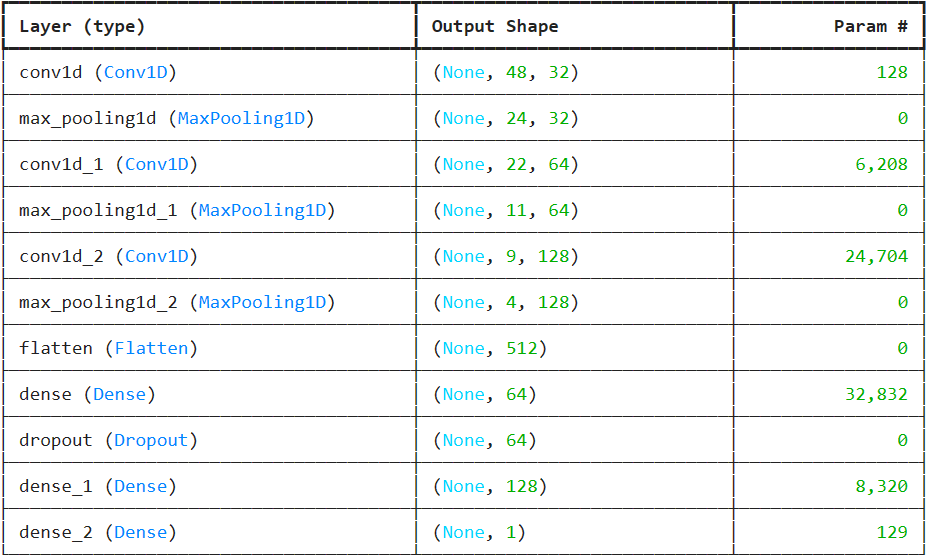 Layer (type) Output Shape Param #
conv1d (Conv1D) (None, 48, 32) 128
max_pooling1d (MaxPooling1D) (None, 24, 32) 0
conv1d_1 (Conv1D) (None, 22, 64) 6,208
max_pooling1d_1 (MaxPooling1D) (None, 11, 64) 0
conv1d_2 (Conv1D) (None, 9, 128) 24,704
max_pooling1d_2 (MaxPooling1D) (None, 4, 128) 0
flatten (Flatten) (None, 512) 0
dense (Dense) (None, 64) 32,832
dropout (Dropout) (None, 64) 0
dense_1 (Dense) (None, 128) 8,320
dense_2 (Dense) (None, 1) 129